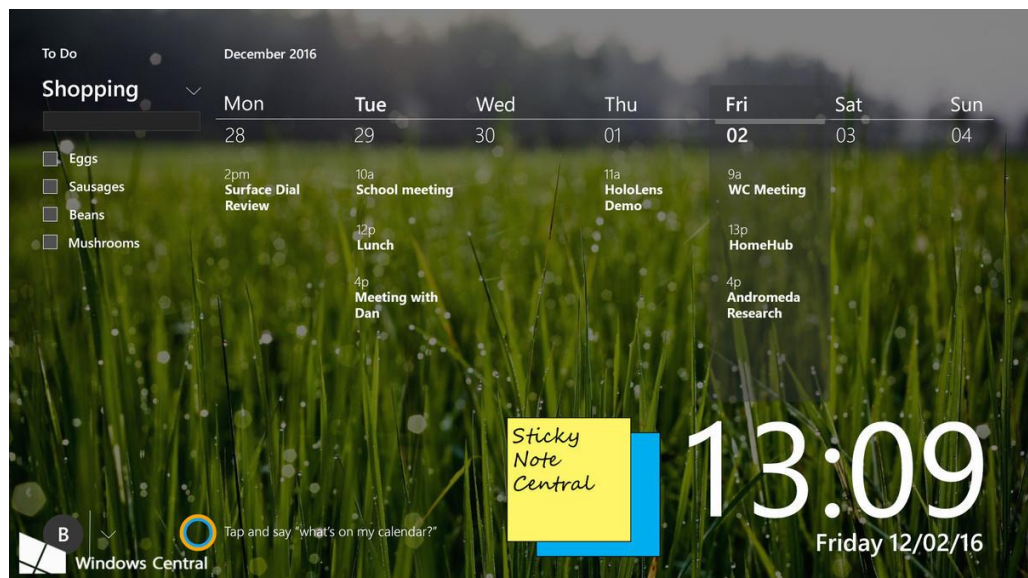 To Do
Shopping
Eggs
Sausages
Beans
Mushrooms
December 2016
Mon Tue Wed Thu Fri Sat Sun
28 29 30 01 02 03 04
2pm
Surface Dial
Review
10a
School meeting
12p
Lunch
4p
Meeting with
Dan
11a
HoloLens
Demo
9a
WC Meeting
13p
HomeHub
4p
Andromeda
Research
Sticky
Note
Central
13:09
Friday 12/02/16
B
Tap and say "what's on my calendar?"
Windows Central